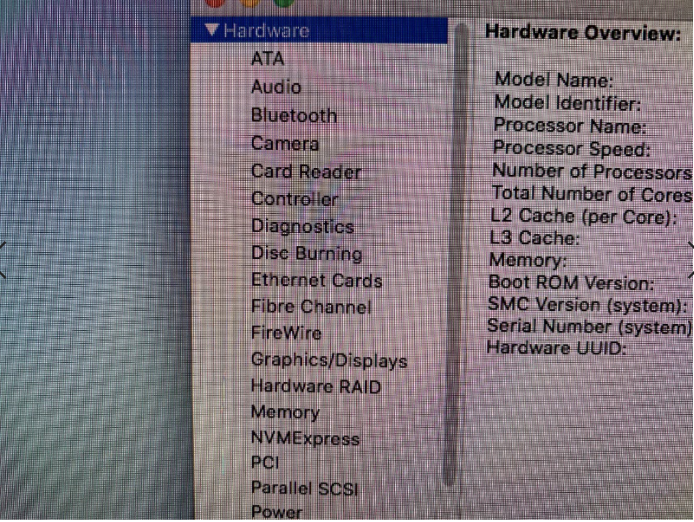 Hardware
ATA
Audio
Bluetooth
Camera
Card Reader
Controller
Diagnostics
Disc Burning
Ethernet Cards
Fibre Channel
FireWire
Graphics/Displays
Hardware RAID
Memory
NVMExpress
PCI
Parallel SCSI
Power
Hardware Overview:
Model Name:
Model Identifier:
Processor Name:
Processor Speed:
Number of Processors
Total Number of Cores
L2 Cache (per Core):
L3 Cache:
Memory:
Boot ROM Version:
SMC Version (system):
Serial Number (system)
Hardware UUID: